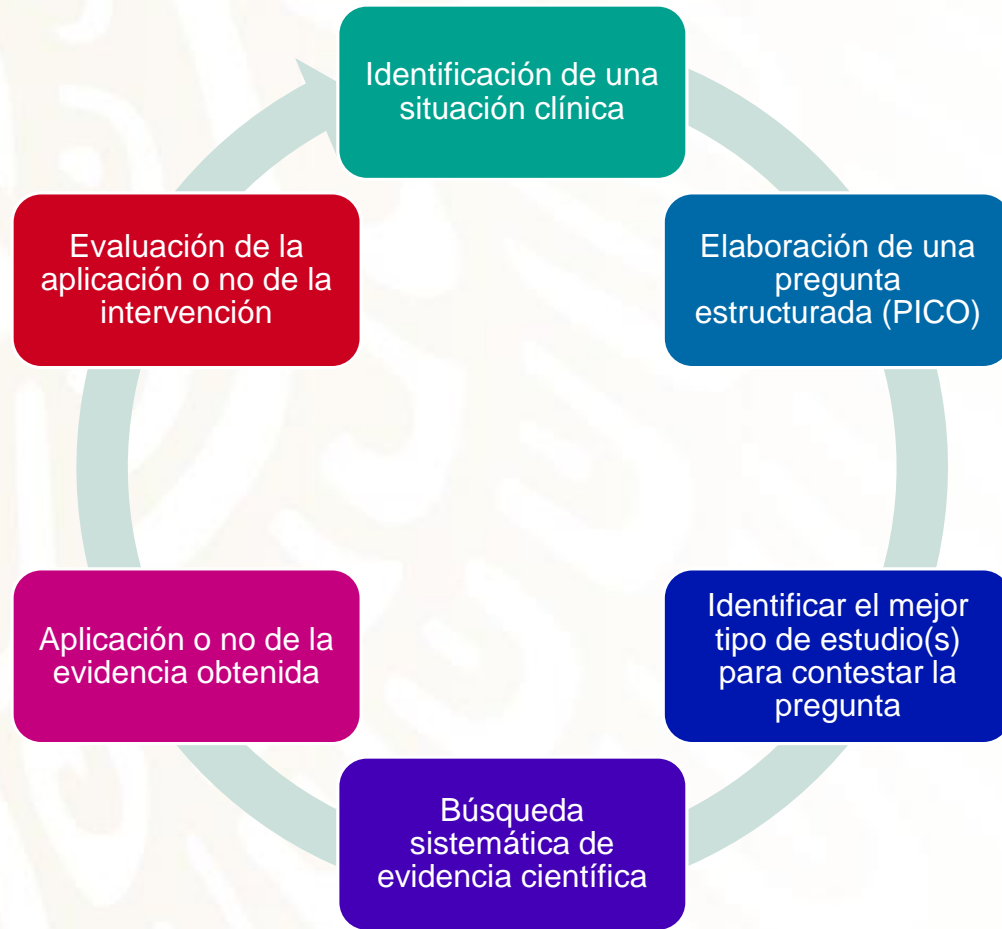 Identificación de una
situación clínica
Elaboración de una
pregunta
estructurada (PICO)
Identificar el mejor
tipo de estudio(s)
para contestar la
pregunta
Búsqueda
sistemática de
evidencia científica
Aplicación o no de la
evidencia obtenida
Evaluación de la
aplicación o no de la
intervención